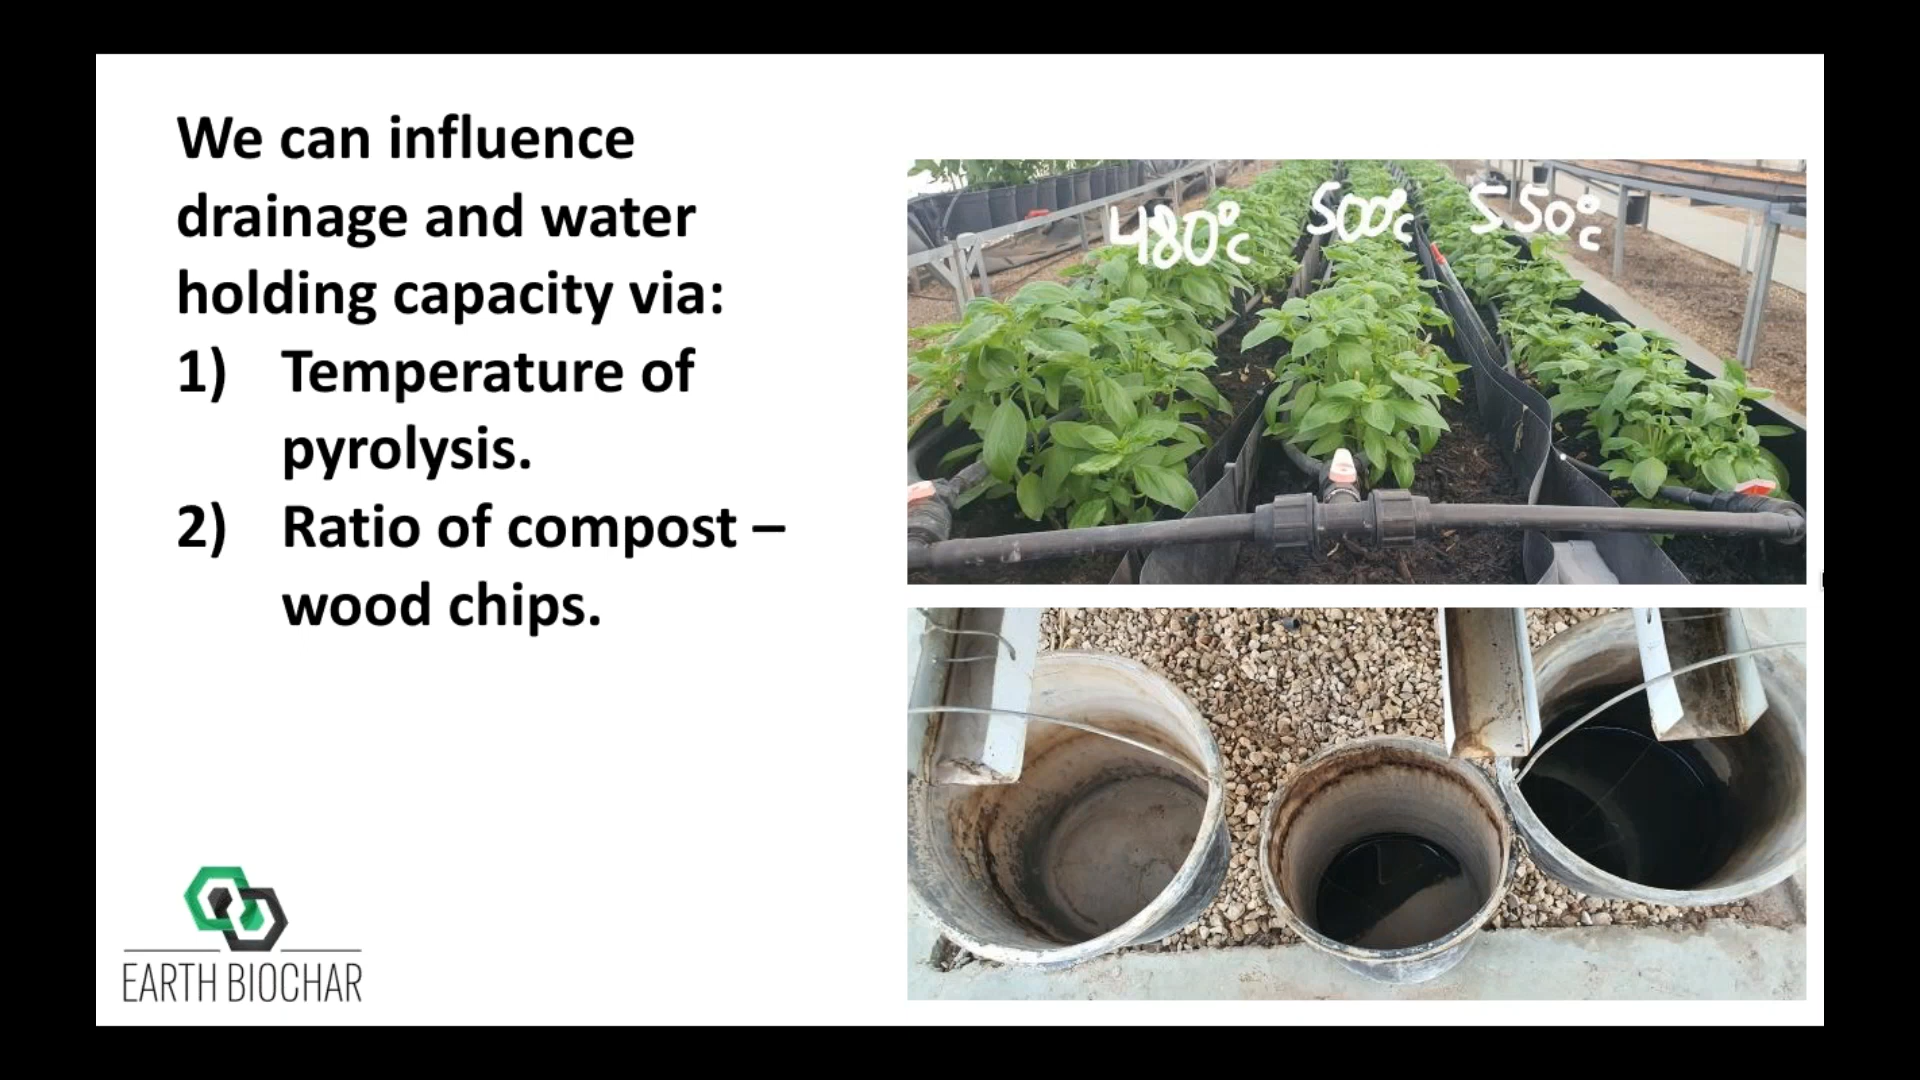 We can influence
drainage and water
holding capacity via:
1) Temperature of
pyrolysis.
2) Ratio of compost –
wood chips.
480°c 500°c 550°c
EARTH BIOCHAR